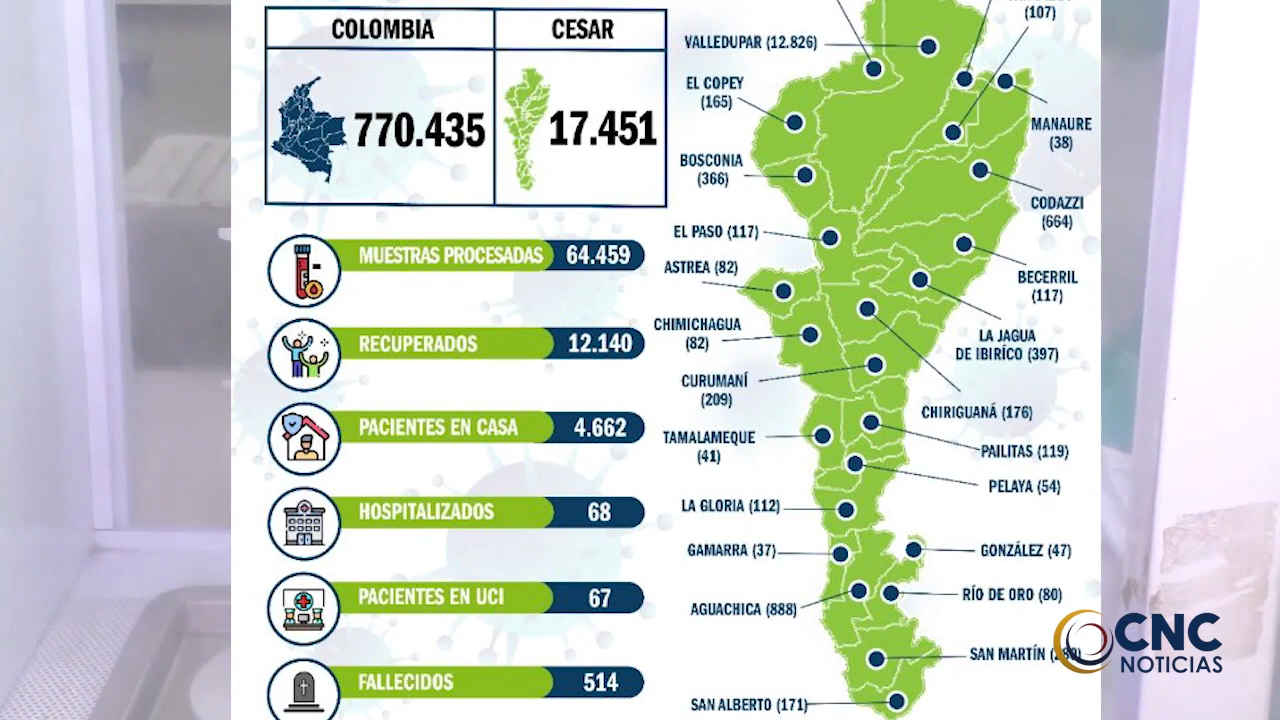 COLOMBIA
770.435
CESAR
17.451
MUESTRAS PROCESADAS 64.459
RECUPERADOS 12.140
PACIENTES EN CASA 4.662
HOSPITALIZADOS 68
PACIENTES EN UCI 67
FALLECIDOS 514
(107)
VALLEDUPAR (12.826)
EL COPEY
(165)
MANAURE
(38)
BOSCONIA
(366)
CODAZZI
(664)
EL PASO (117)
ASTREA (82)
BECERRIL
(117)
CHIMICHAGUA
(82)
LA JAGUA
DE IBIRÍCO (397)
CURUMANÍ
(209)
CHIRIGUANÁ (176)
TAMALAMEQUE
(41)
PAILITAS (119)
PELAYA (54)
LA GLORIA (112)
GAMARRA (37)
GONZÁLEZ (47)
RÍO DE ORO (80)
AGUACHICA (888)
SAN MARTÍN
SAN ALBERTO (171)
CNC
NOTICIAS